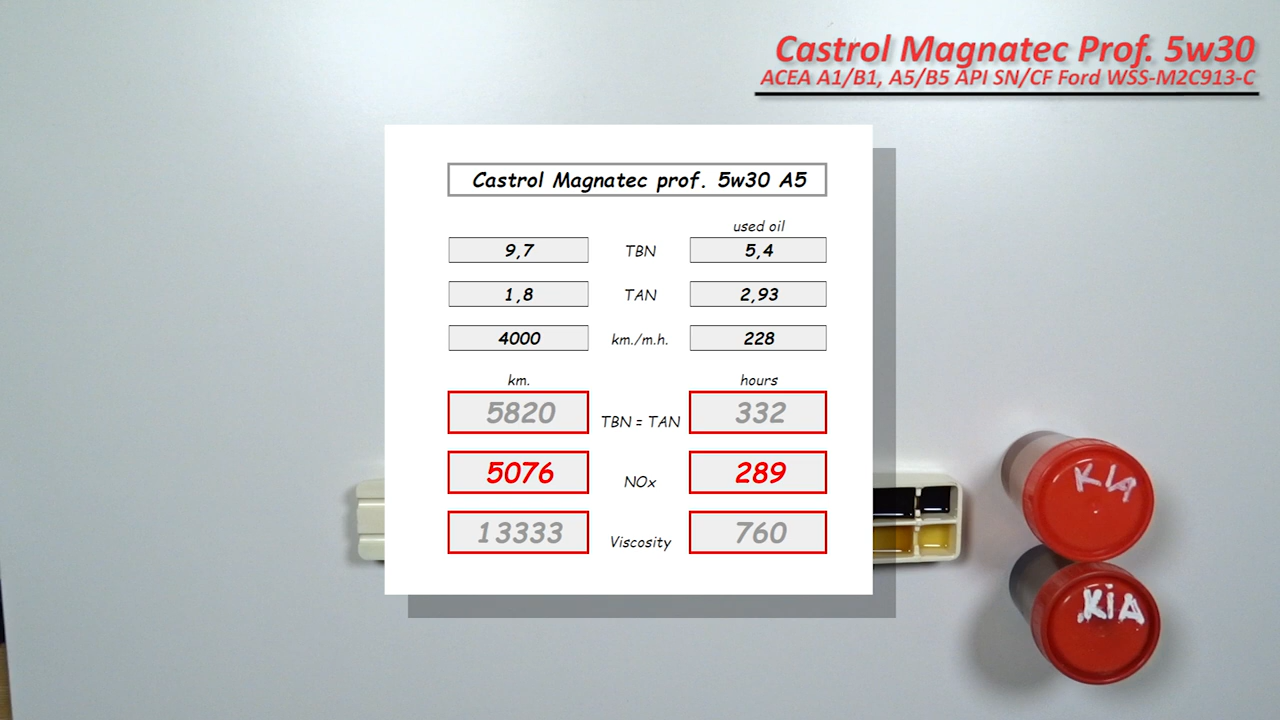 Castrol Magnatec Prof. 5w30
ACEA A1/B1, A5/B5 API SN/CF Ford WSS-M2C913-C
Castrol Magnatec prof. 5w30 A5
used oil
9,7 TBN 5,4
1,8 TAN 2,93
4000 km./m.h. 228
km. hours
5820 TBN = TAN 332
5076 NOx 289
13333 Viscosity 760
KIA
KiA